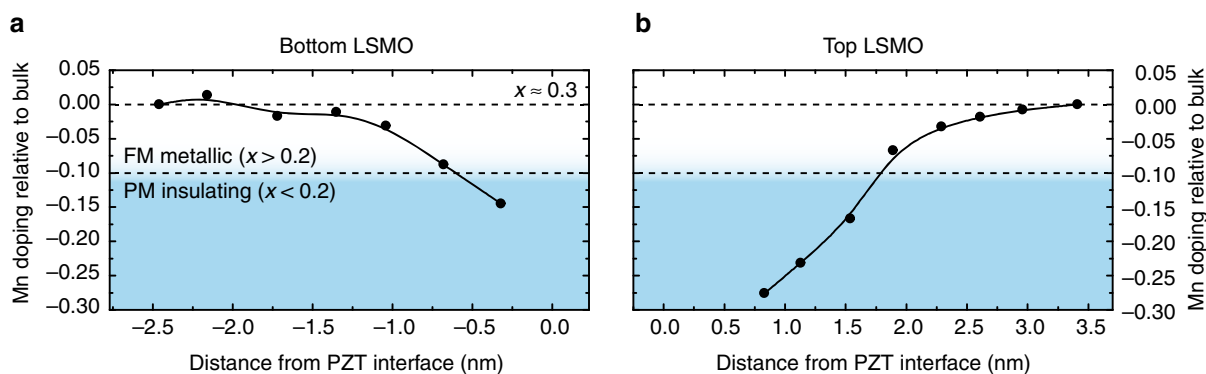 a
Bottom LSMO
Mn doping relative to bulk
0.05
0.00
–0.05
–0.10
–0.15
–0.20
–0.25
–0.30
x ≈ 0.3
FM metallic (x > 0.2)
PM insulating (x < 0.2)
–2.5 –2.0 –1.5 –1.0 –0.5 0.0
Distance from PZT interface (nm)
b
Top LSMO
0.05
0.00
–0.05
–0.10
–0.15
–0.20
–0.25
–0.30
Mn doping relative to bulk
0.0 0.5 1.0 1.5 2.0 2.5 3.0 3.5
Distance from PZT interface (nm)